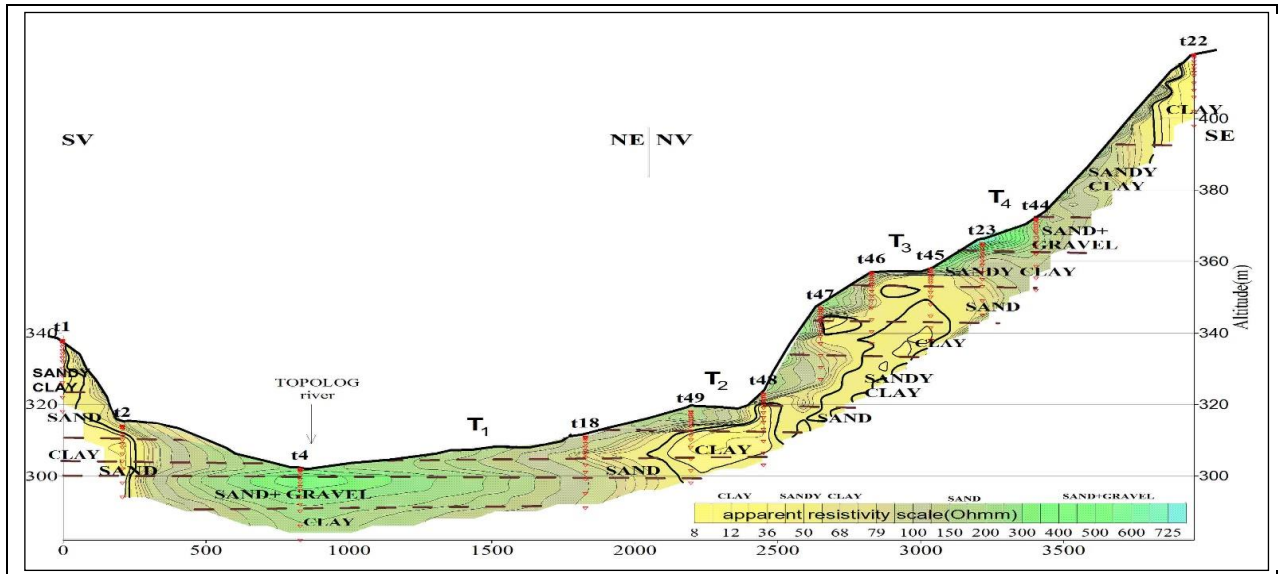 t22
CLAY
400
SV
NE NV
SE
SANDY
CLAY
380
T4
t44
t23
SAND+
GRAVEL
T3
t46
t45
360
SANDY CLAY
Altitude(m)
t47
SAND
340
t1
340
CLAY
SANDY
CLAY
TOPOLOG
river
T2
t48
SANDY
CLAY
t49
320
320
SAND
t2
T1
t18
SAND
CLAY
CLAY
SAND
t4
SAND
300
300
SAND+ GRAVEL
CLAY
CLAY SANDY CLAY SAND SAND+GRAVEL
apparent resistivity scale(Ohmm)
8 12 36 50 68 79 100 150 200 300 400 500 600 725
0 500 1000 1500 2000 2500 3000 3500